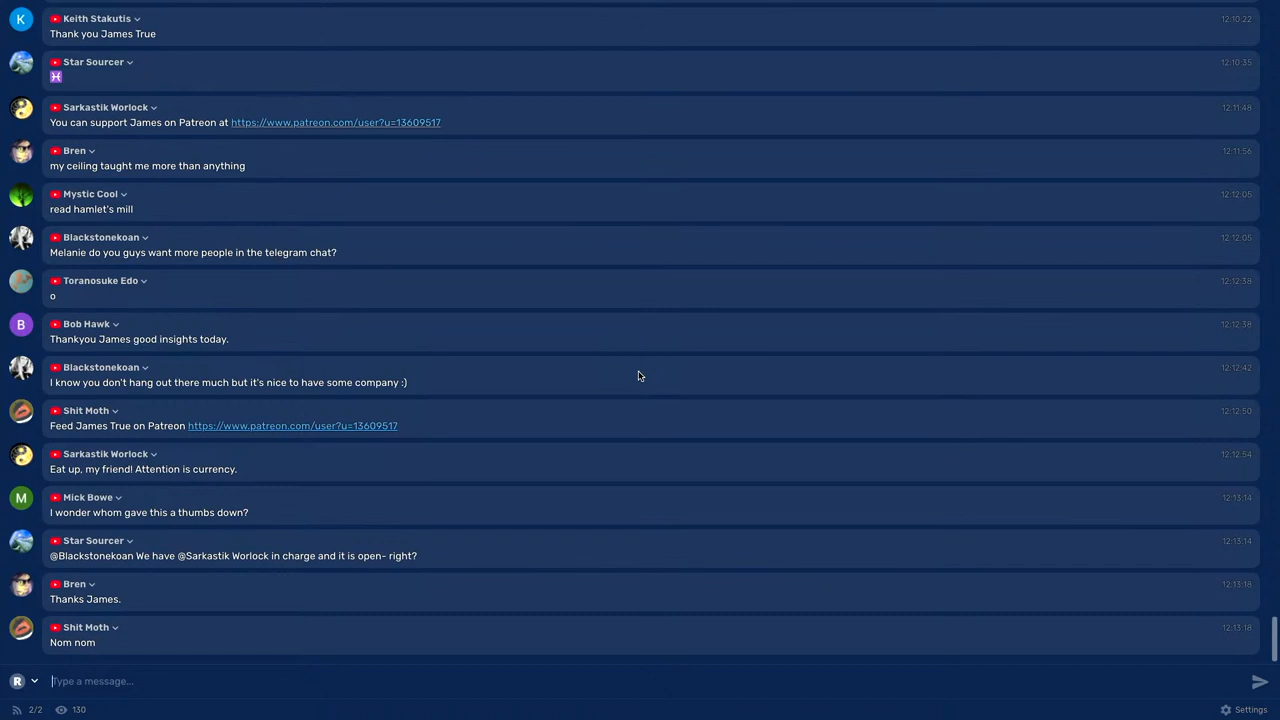 K
Keith Stakutis
12:10:22
Thank you James True
Star Sourcer
12:10:35
♓
Sarkastik Worlock
12:11:48
You can support James on Patreon at https://www.patreon.com/user?u=13609517
Bren
12:11:56
my ceiling taught me more than anything
Mystic Cool
12:12:05
read hamlet's mill
Blackstonekoan
12:12:05
Melanie do you guys want more people in the telegram chat?
Toranosuke Edo
12:12:38
o
B
Bob Hawk
12:12:38
Thankyou James good insights today.
Blackstonekoan
12:12:42
I know you don't hang out there much but it's nice to have some company :)
Shit Moth
12:12:50
Feed James True on Patreon https://www.patreon.com/user?u=13609517
Sarkastik Worlock
12:12:54
Eat up, my friend! Attention is currency.
M
Mick Bowe
12:13:14
I wonder whom gave this a thumbs down?
Star Sourcer
12:13:14
@Blackstonekoan We have @Sarkastik Worlock in charge and it is open- right?
Bren
12:13:18
Thanks James.
Shit Moth
12:13:18
Nom nom
R
Type a message...
2/2
130
Settings